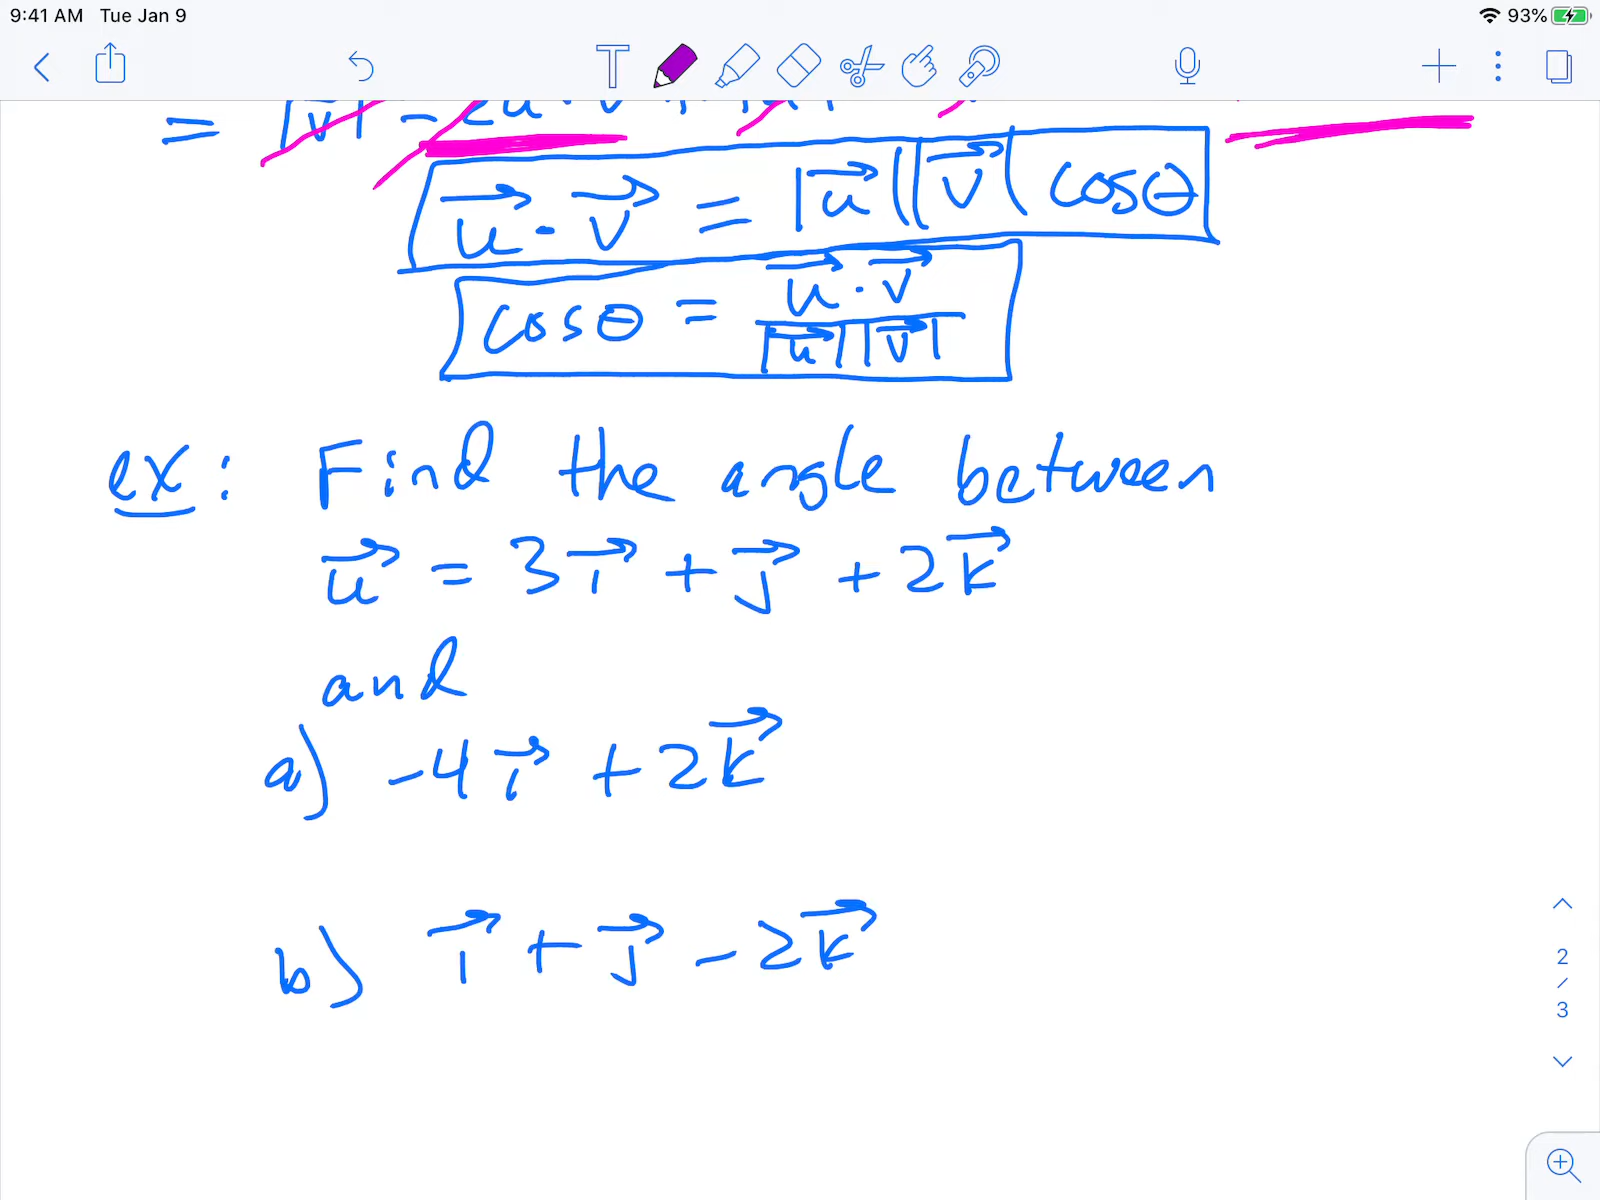 9:41 AM Tue Jan 9 93%
= |v⃗| - 2u⃗·v⃗ +
u⃗ · v⃗ = |u⃗||v⃗| cosθ
cosθ = u⃗ · v⃗ / |u⃗||v⃗|
ex: Find the angle between
u⃗ = 3i⃗ + j⃗ + 2k⃗
and
a) -4i⃗ + 2k⃗
b) i⃗ + j⃗ - 2k⃗
2
/
3